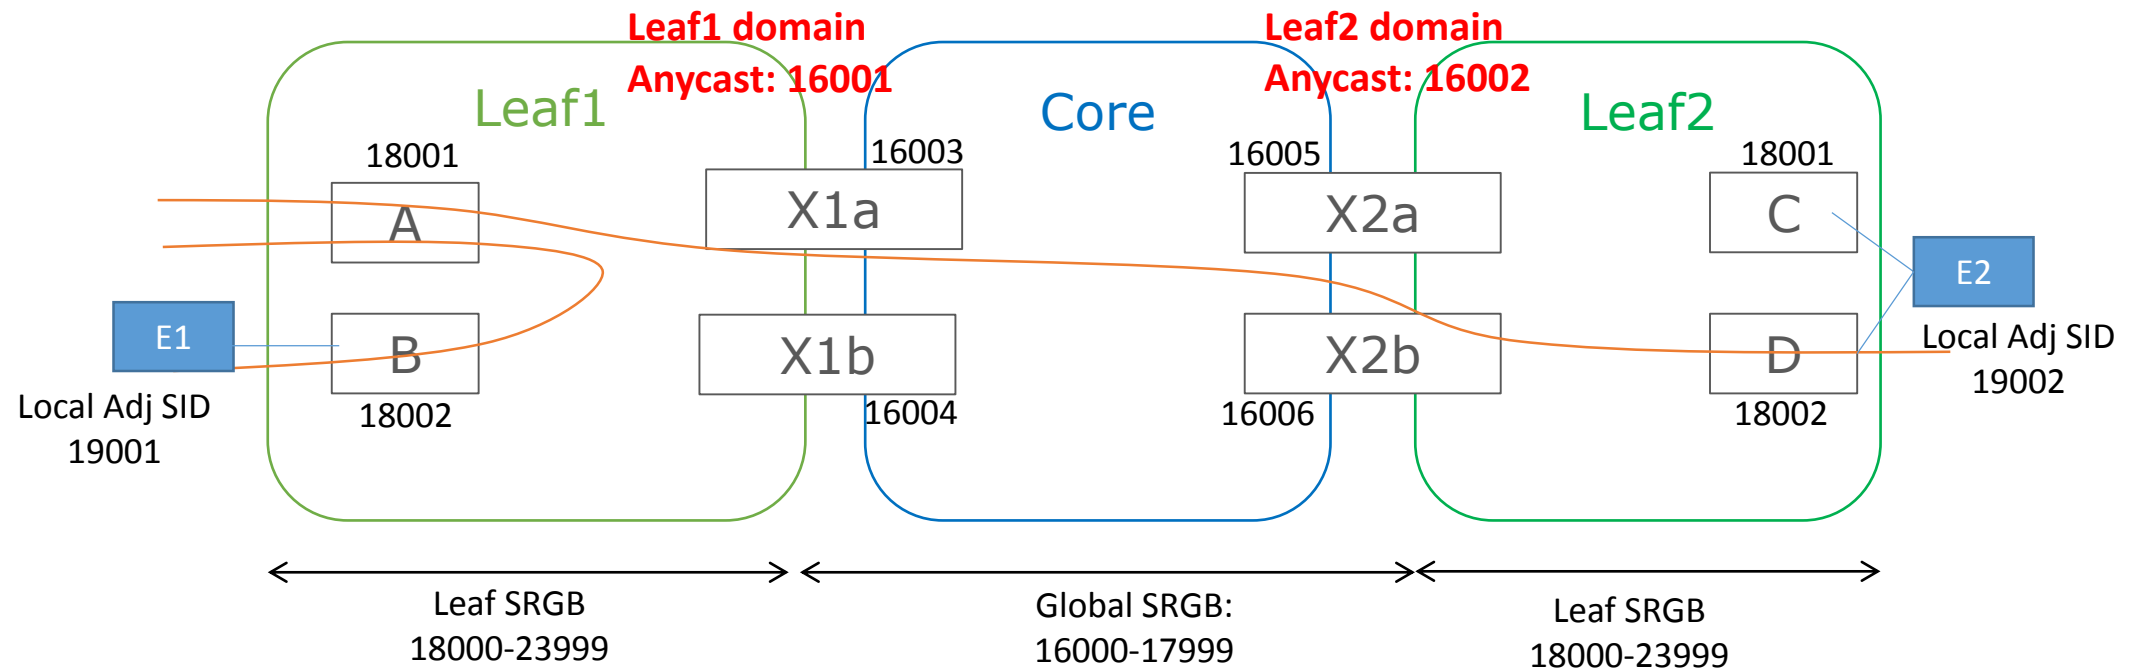 Leaf1 domain
Anycast: 16001
Leaf2 domain
Anycast: 16002
Leaf1
Core
Leaf2
18001
16003
16005
18001
A
X1a
X2a
C
E2
E1
B
X1b
X2b
D
Local Adj SID
19002
Local Adj SID
19001
18002
16004
16006
18002
Leaf SRGB
18000-23999
Global SRGB:
16000-17999
Leaf SRGB
18000-23999